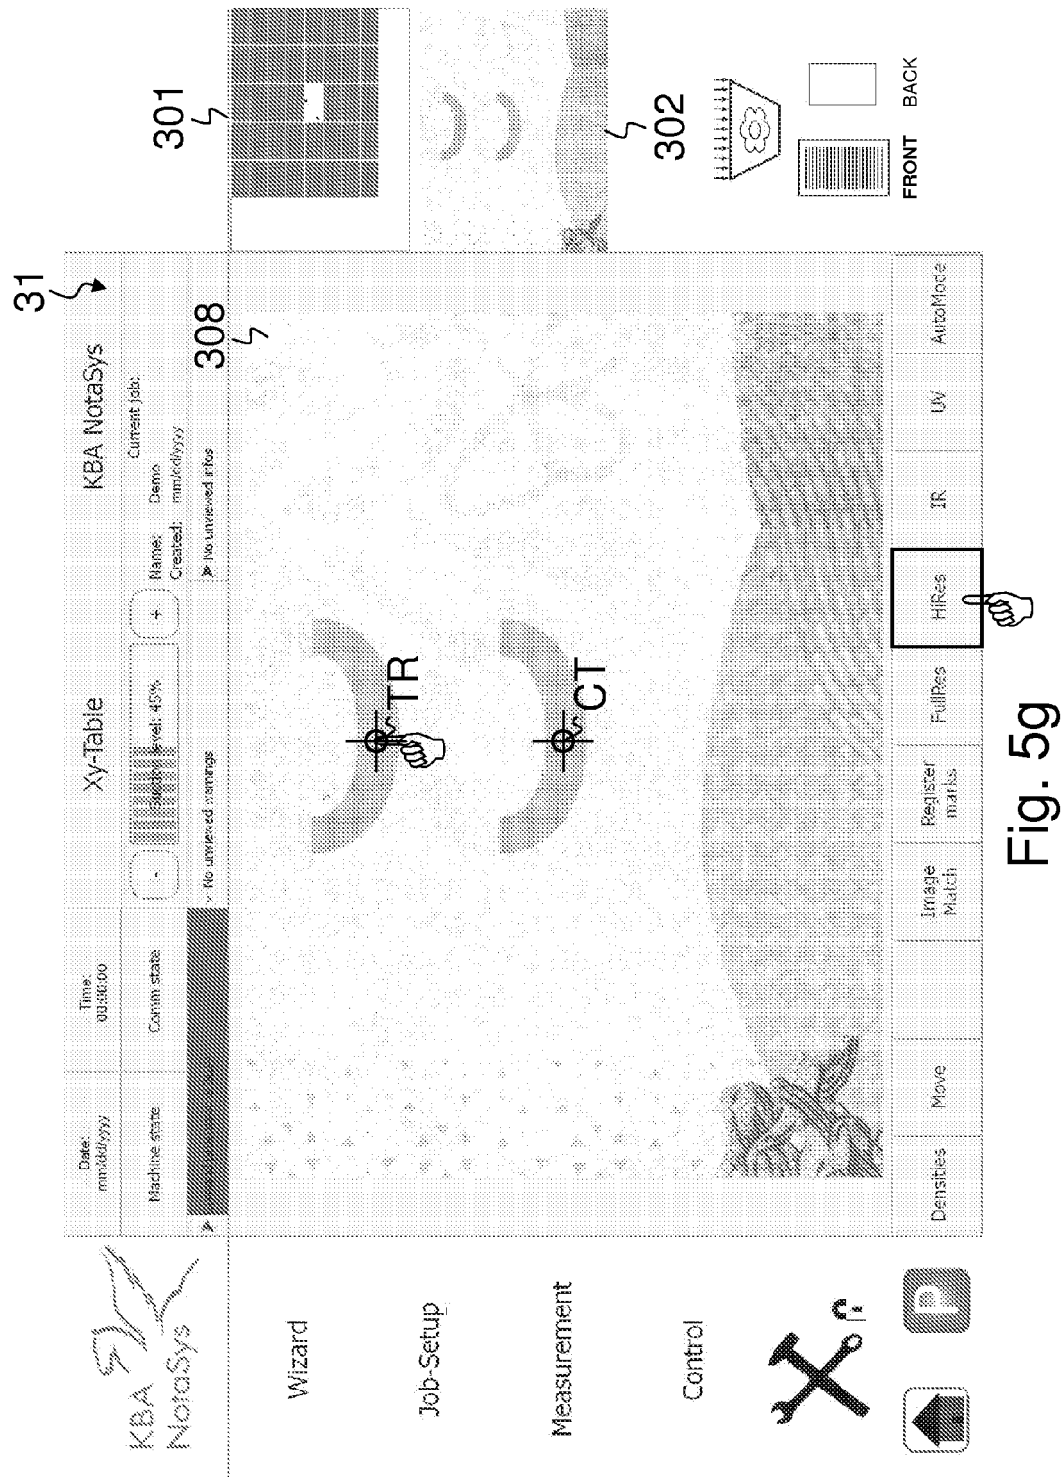 31
KBA
NotaSys
Date:
mm/dd/yyyy
Time:
00:00:00
Xy-Table
KBA NotaSys
Machine state
Comm state
-
level: 45%
+
Current job:
Name: Demo
Created: mm/dd/yyyy
No unviewed warnings
No unviewed infos
301
308
302
Wizard
Job-Setup
Measurement
Control
TR
CT
FRONT
BACK
P
Densities
Move
Image
Match
Register
marks
FullRes
HiRes
IR
UV
AutoMode
Fig. 5g